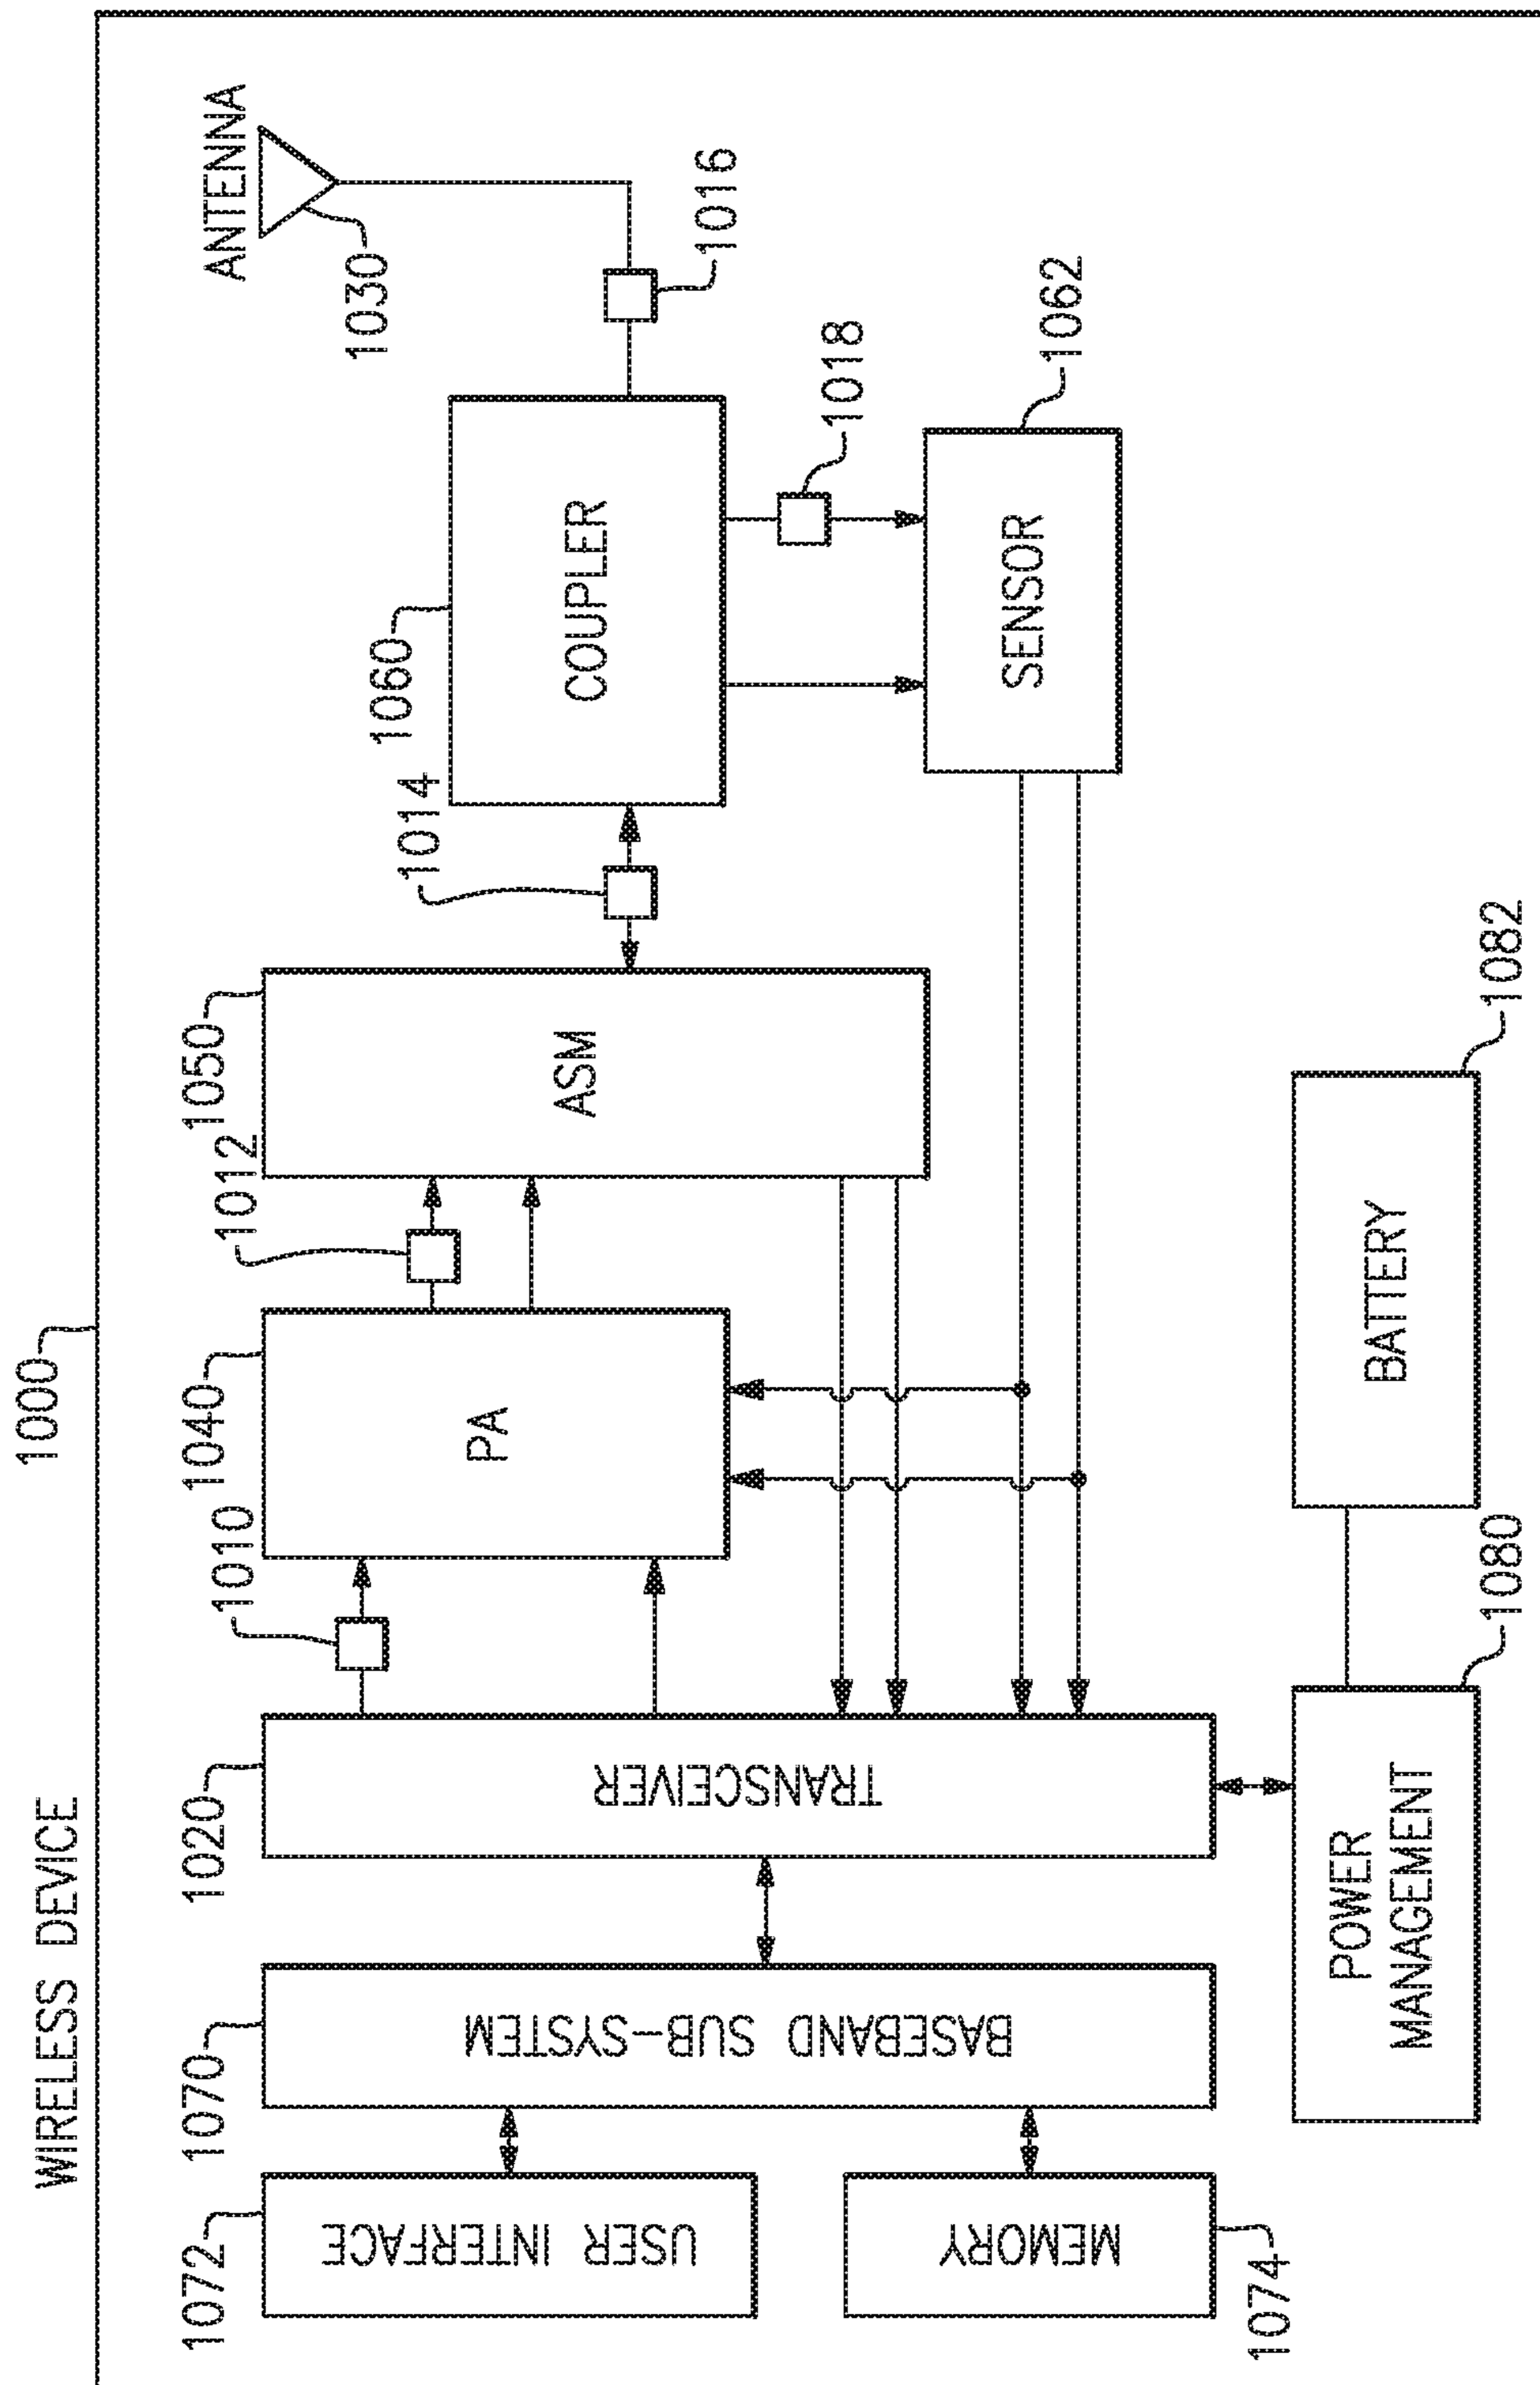 WIRELESS DEVICE
1000
1072
USER INTERFACE
1074
MEMORY
1070
BASEBAND SUB-SYSTEM
1020
TRANSCEIVER
1010
1040
PA
1012
1050
ASM
1014
1060
COUPLER
1016
ANTENNA
1030
1018
SENSOR
1062
POWER
MANAGEMENT
1080
BATTERY
1082